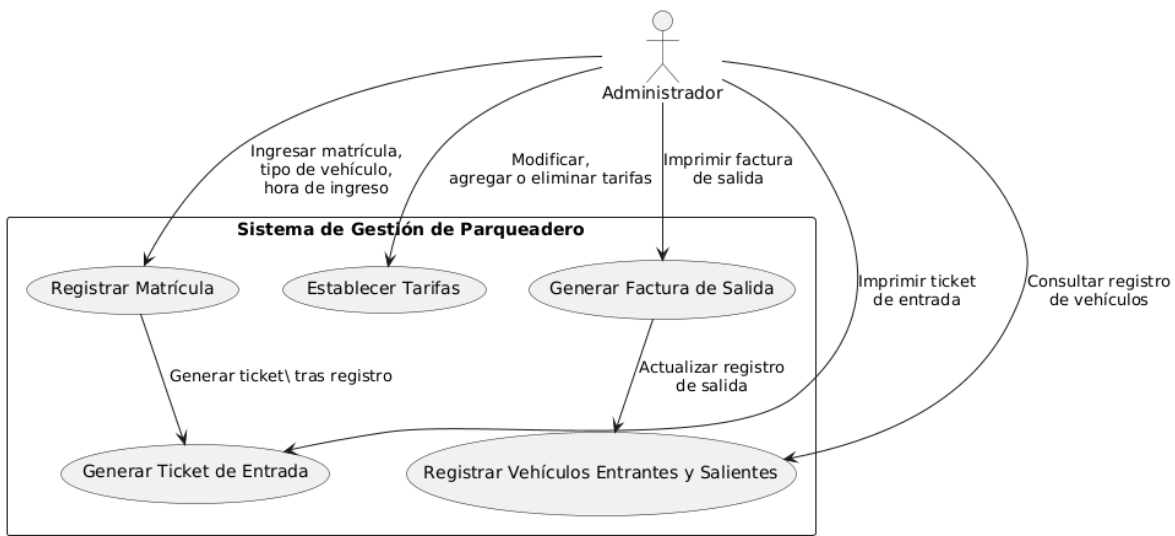 Administrador
Ingresar matrícula,
tipo de vehículo,
hora de ingreso
Modificar,
agregar o eliminar tarifas
Imprimir factura
de salida
Sistema de Gestión de Parqueadero
Registrar Matrícula
Establecer Tarifas
Generar Factura de Salida
Imprimir ticket
de entrada
Consultar registro
de vehículos
Generar ticket\ tras registro
Actualizar registro
de salida
Generar Ticket de Entrada
Registrar Vehículos Entrantes y Salientes